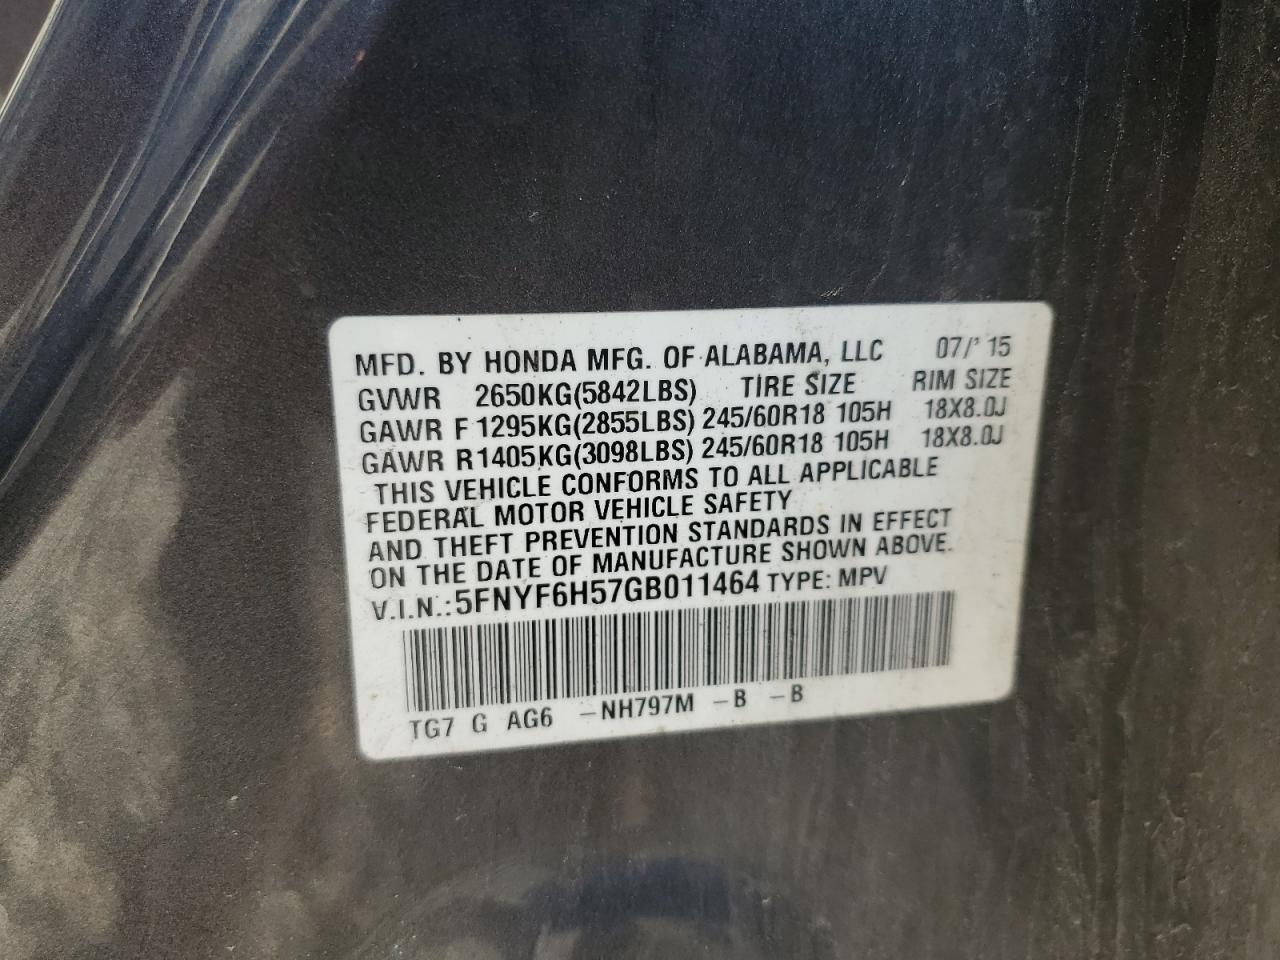 MFD. BY HONDA MFG. OF ALABAMA, LLC 07/'15
GVWR 2650KG(5842LBS) TIRE SIZE RIM SIZE
GAWR F 1295KG(2855LBS) 245/60R18 105H 18X8.0J
GAWR R1405KG(3098LBS) 245/60R18 105H 18X8.0J
THIS VEHICLE CONFORMS TO ALL APPLICABLE
FEDERAL MOTOR VEHICLE SAFETY
AND THEFT PREVENTION STANDARDS IN EFFECT
ON THE DATE OF MANUFACTURE SHOWN ABOVE.
V.I.N.:5FNYF6H57GB011464 TYPE: MPV
TG7 G AG6 -NH797M -B -B